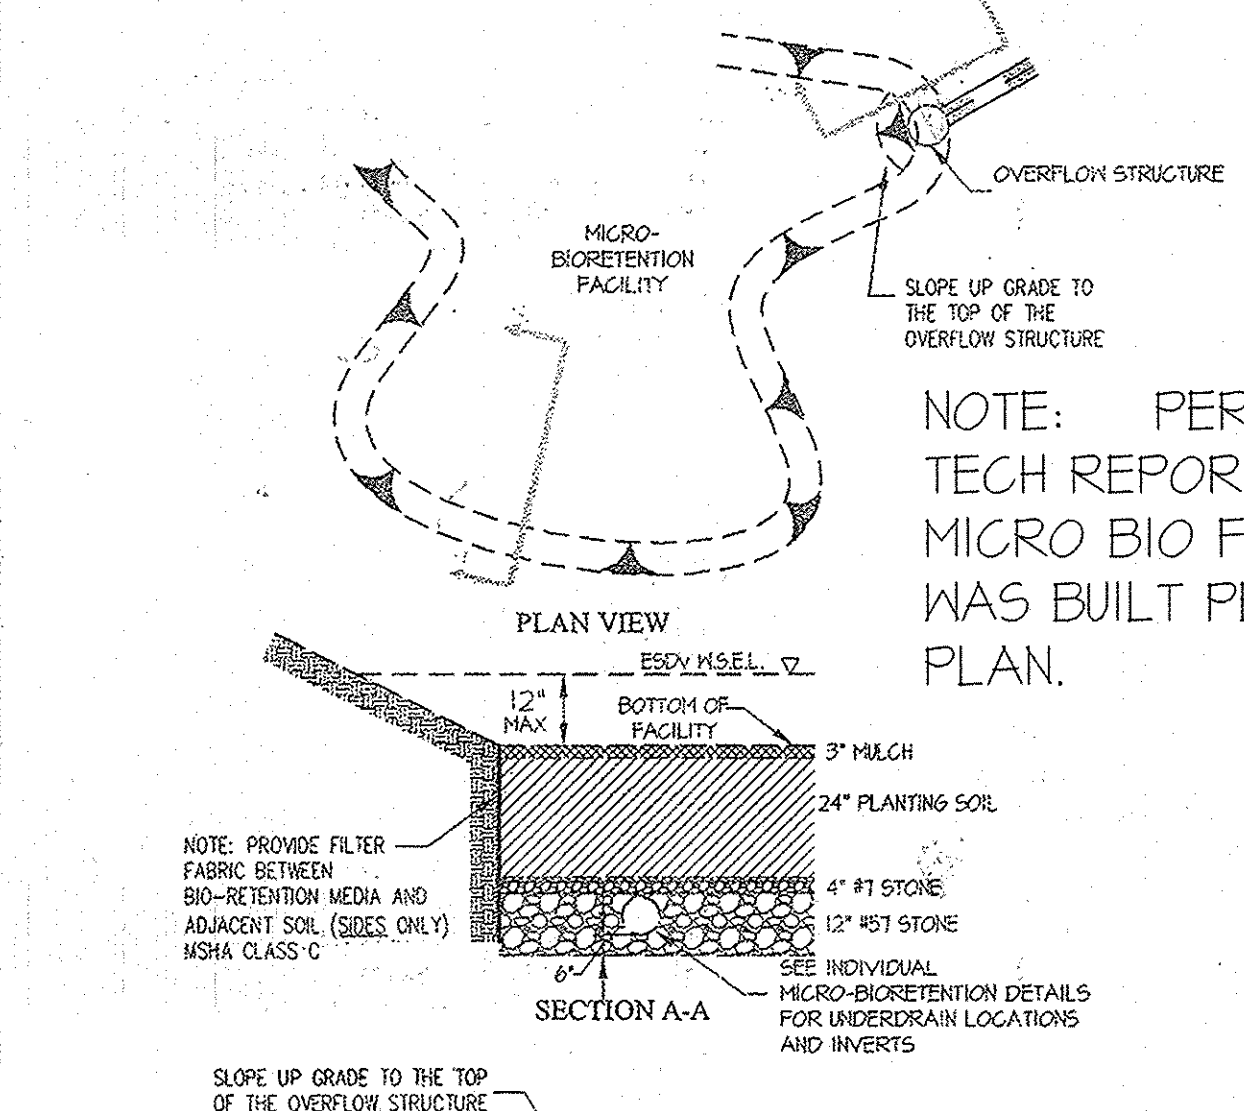 OVERFLOW STRUCTURE
MICRO-
BIORETENTION
FACILITY
SLOPE UP GRADE TO
THE TOP OF THE
OVERFLOW STRUCTURE
NOTE: PER
TECH REPOR
MICRO BIO F
WAS BUILT
PLAN.
PLAN VIEW
ESDv W.S.E.L.
12"
MAX
BOTTOM OF
FACILITY
3" MULCH
24" PLANTING SOIL
NOTE: PROVIDE FILTER
FABRIC BETWEEN
BIO-RETENTION MEDIA AND
ADJACENT SOIL (SIDES ONLY)
MSHA CLASS C
4" #7 STONE
12" #57 STONE
6"
SEE INDIVIDUAL
MICRO-BIORETENTION DETAILS
FOR UNDERDRAIN LOCATIONS
AND INVERTS
SECTION A-A
SLOPE UP GRADE TO THE TOP
OF THE OVERFLOW STRUCTURE